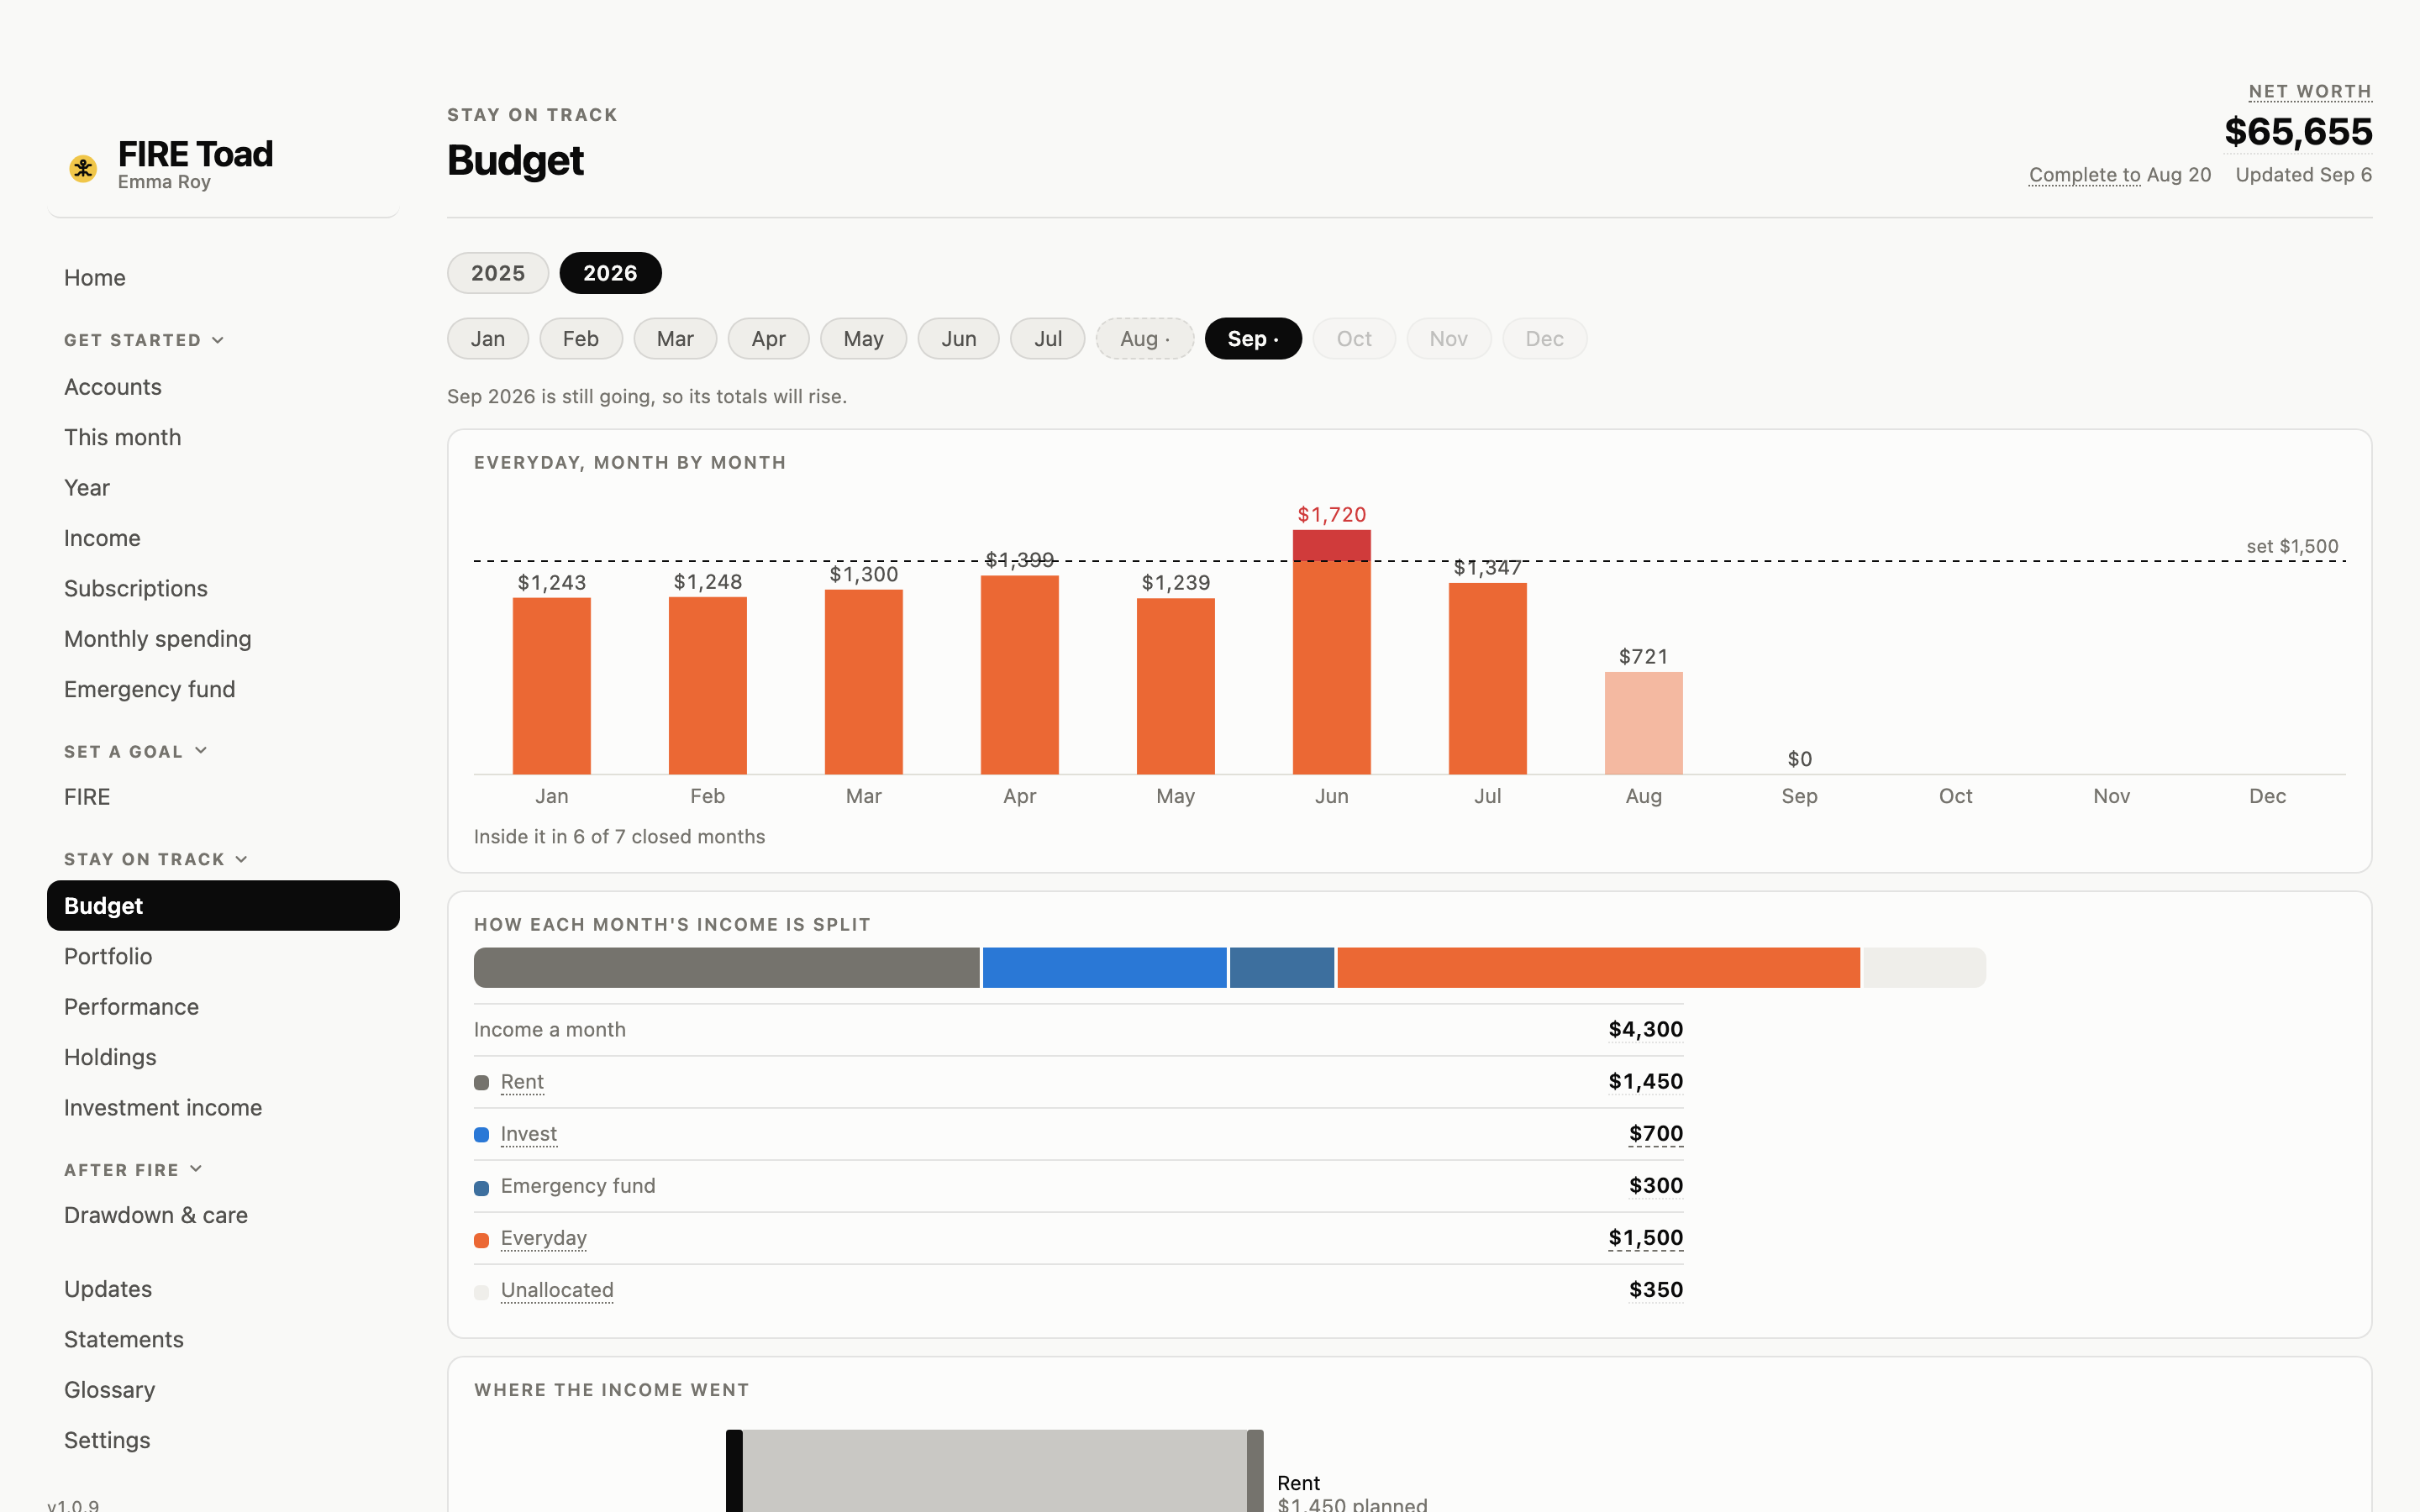 FIRE Toad
Emma Roy
Home
GET STARTED
Accounts
This month
Year
Income
Subscriptions
Monthly spending
Emergency fund
SET A GOAL
FIRE
STAY ON TRACK
Budget
Portfolio
Performance
Holdings
Investment income
AFTER FIRE
Drawdown & care
Updates
Statements
Glossary
Settings
v1.0.9
STAY ON TRACK
Budget
NET WORTH
$65,655
Complete to Aug 20 Updated Sep 6
2025 2026
Jan Feb Mar Apr May Jun Jul Aug · Sep · Oct Nov Dec
Sep 2026 is still going, so its totals will rise.
EVERYDAY, MONTH BY MONTH
set $1,500
$1,243 $1,248 $1,300 $1,399 $1,239 $1,720 $1,347 $721 $0
Jan Feb Mar Apr May Jun Jul Aug Sep Oct Nov Dec
Inside it in 6 of 7 closed months
HOW EACH MONTH'S INCOME IS SPLIT
Income a month $4,300
Rent $1,450
Invest $700
Emergency fund $300
Everyday $1,500
Unallocated $350
WHERE THE INCOME WENT
Rent
$1,450 planned